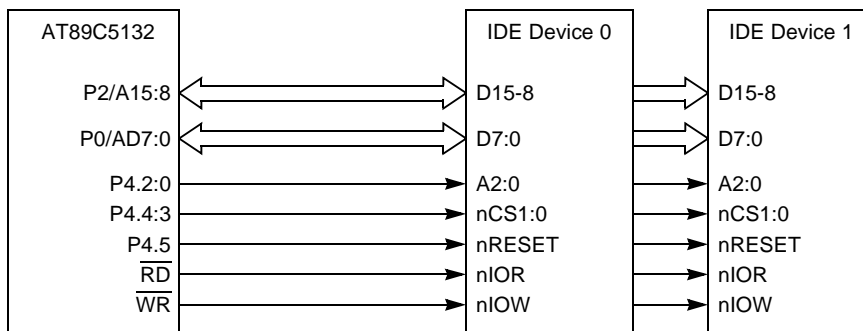 AT89C5132 IDE Device 0 IDE Device 1
P2/A15:8 D15-8 D15-8
P0/AD7:0 D7:0 D7:0
P4.2:0 A2:0 A2:0
P4.4:3 nCS1:0 nCS1:0
P4.5 nRESET nRESET
RD nIOR nIOR
WR nIOW nIOW